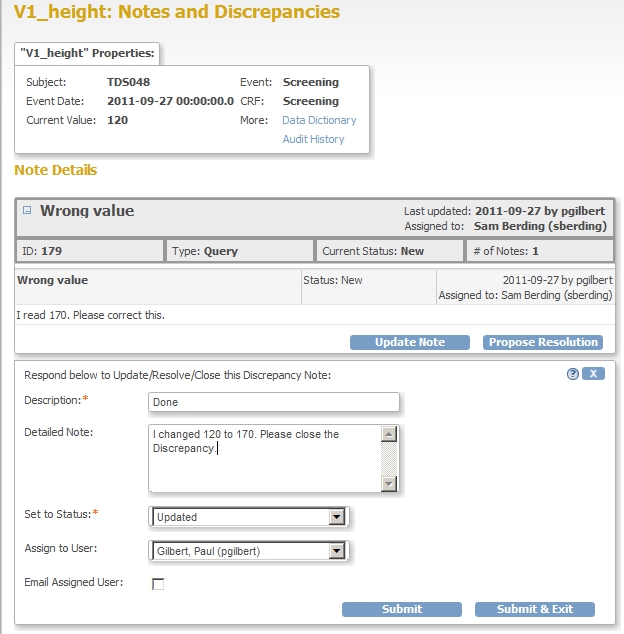 V1_height: Notes and Discrepancies
"V1_height" Properties:
Subject: TDS048 Event: Screening
Event Date: 2011-09-27 00:00:00.0 CRF: Screening
Current Value: 120 More: Data Dictionary
Audit History
Note Details
Wrong value
Last updated: 2011-09-27 by pgilbert
Assigned to: Sam Berding (sberding)
ID: 179 Type: Query Current Status: New # of Notes: 1
Wrong value Status: New 2011-09-27 by pgilbert
Assigned to: Sam Berding (sberding)
I read 170. Please correct this.
Update Note Propose Resolution
Respond below to Update/Resolve/Close this Discrepancy Note: ? X
Description:* Done
Detailed Note: I changed 120 to 170. Please close the
Discrepancy.
Set to Status:* Updated
Assign to User: Gilbert, Paul (pgilbert)
Email Assigned User:
Submit Submit & Exit